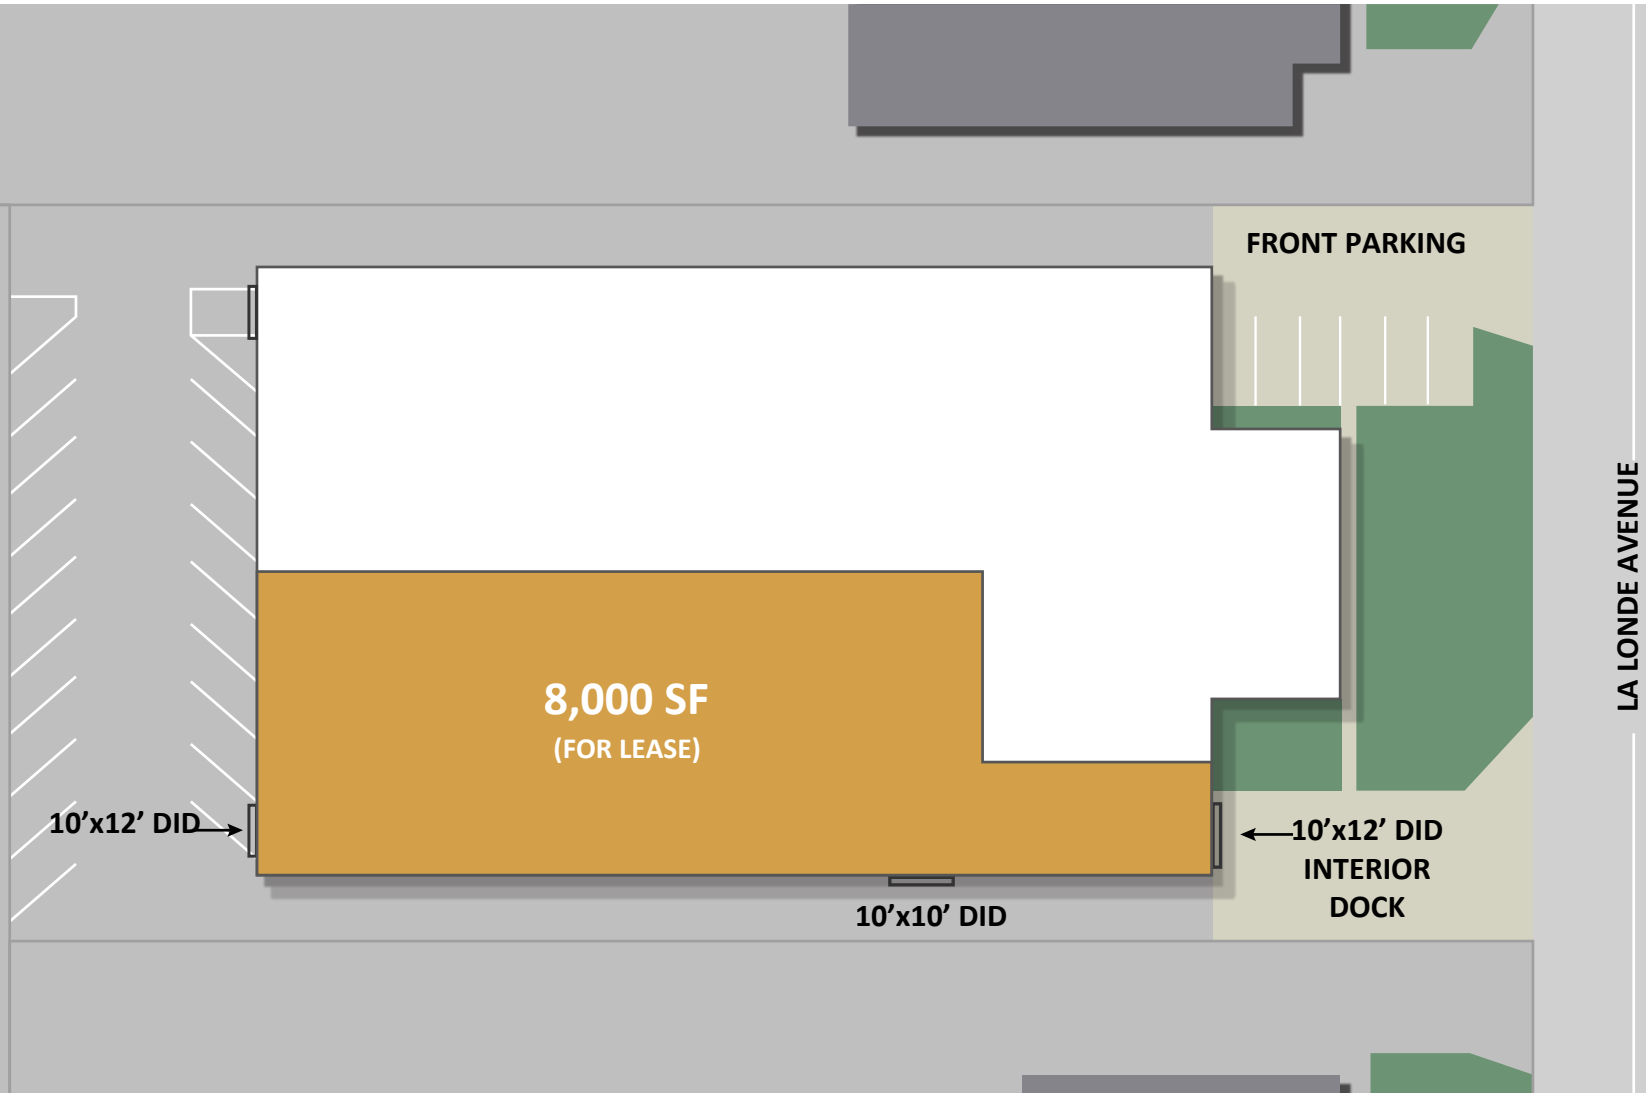 FRONT PARKING
LA LONDE AVENUE
8,000 SF
(FOR LEASE)
10’x12’ DID
10’x12’ DID
INTERIOR
DOCK
10’x10’ DID